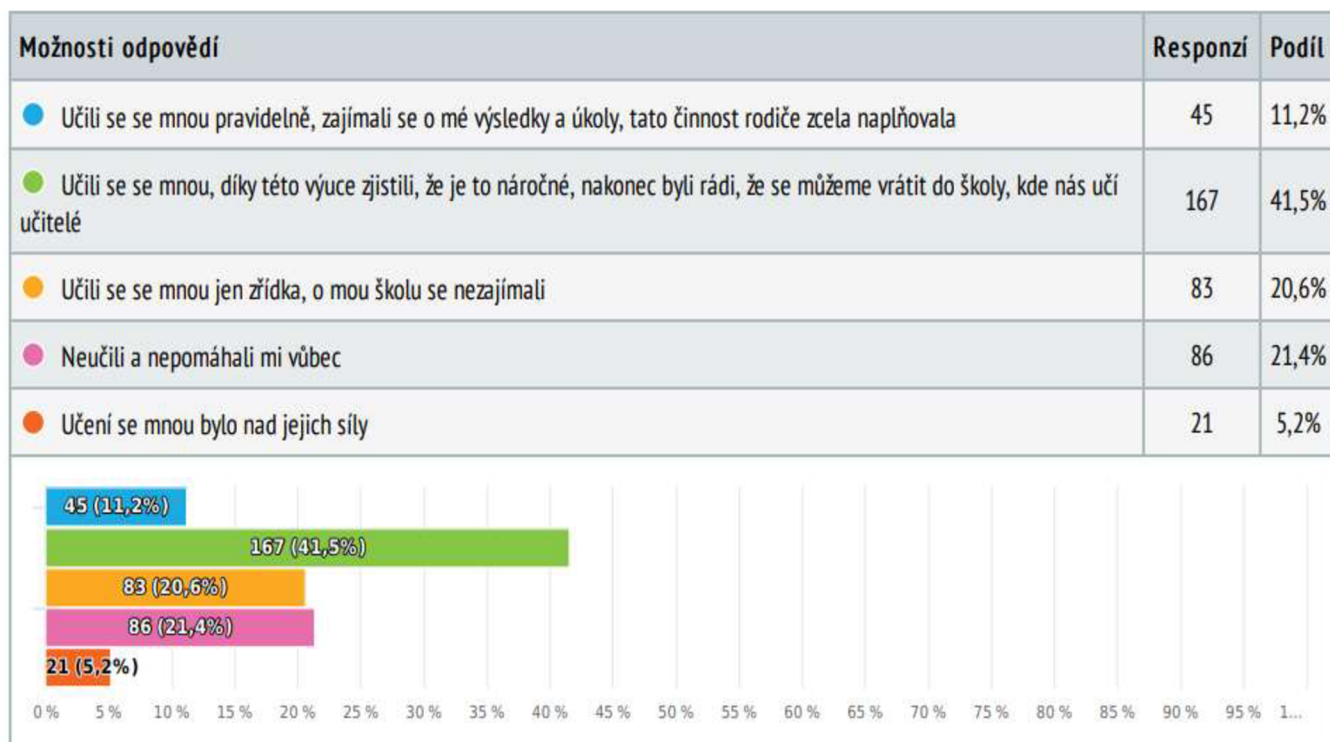 Možnosti odpovědí Responzí Podíl
Učili se se mnou pravidelně, zajímali se o mé výsledky a úkoly, tato činnost rodiče zcela naplňovala 45 11,2%
Učili se se mnou, díky této výuce zjistili, že je to náročné, nakonec byli rádi, že se můžeme vrátit do školy, kde nás učí
učitelé 167 41,5%
Učili se se mnou jen zřídka, o mou školu se nezajímali 83 20,6%
Neučili a nepomáhali mi vůbec 86 21,4%
Učení se mnou bylo nad jejich síly 21 5,2%
45 (11,2%)
167 (41,5%)
83 (20,6%)
86 (21,4%)
21 (5,2%)
0 % 5 % 10 % 15 % 20 % 25 % 30 % 35 % 40 % 45 % 50 % 55 % 60 % 65 % 70 % 75 % 80 % 85 % 90 % 95 % 1...